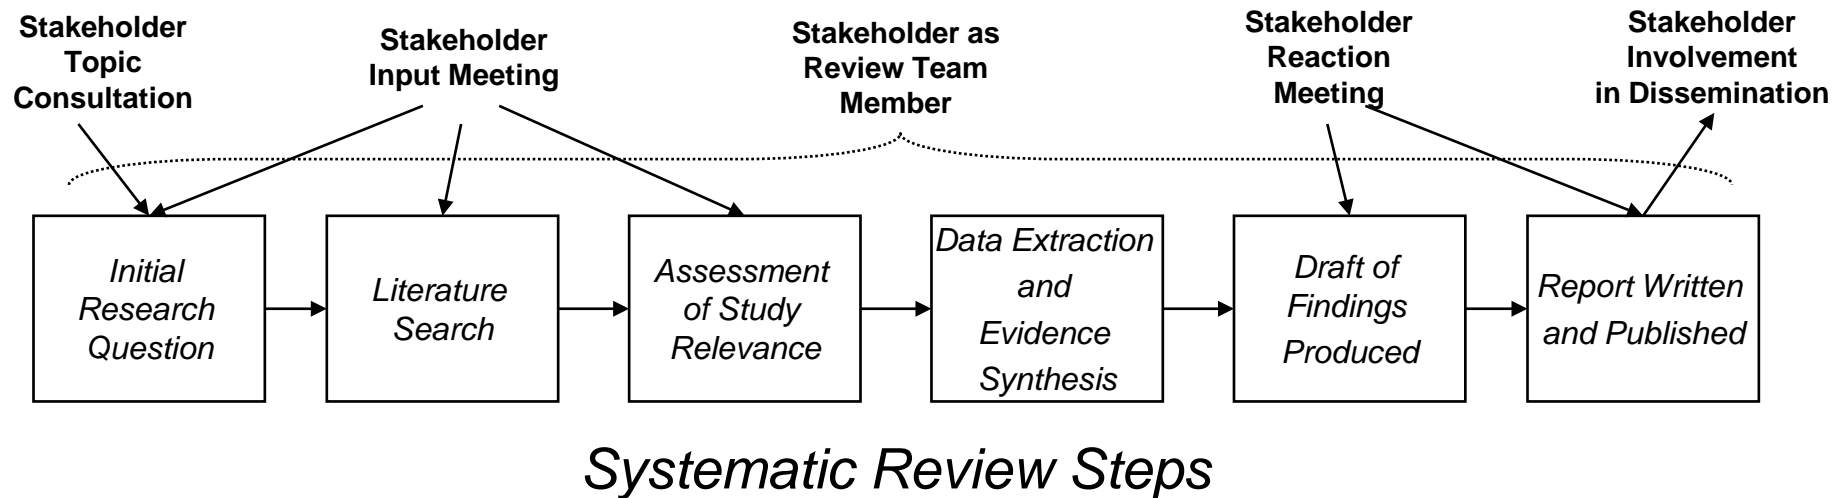 Stakeholder
Topic
Consultation
Stakeholder
Input Meeting
Stakeholder as
Review Team
Member
Stakeholder
Reaction
Meeting
Stakeholder
Involvement
in Dissemination
Initial
Research
Question
Literature
Search
Assessment
of Study
Relevance
Data Extraction
and
Evidence
Synthesis
Draft of
Findings
Produced
Report Written
and Published
Systematic Review Steps